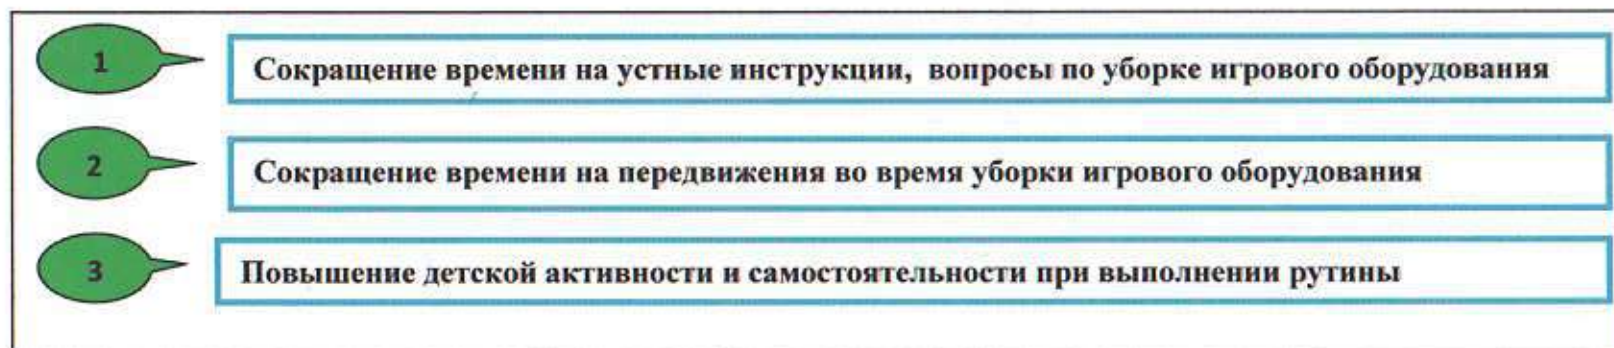 1
Сокращение времени на устные инструкции, вопросы по уборке игрового оборудования
2
Сокращение времени на передвижения во время уборки игрового оборудования
3
Повышение детской активности и самостоятельности при выполнении рутины